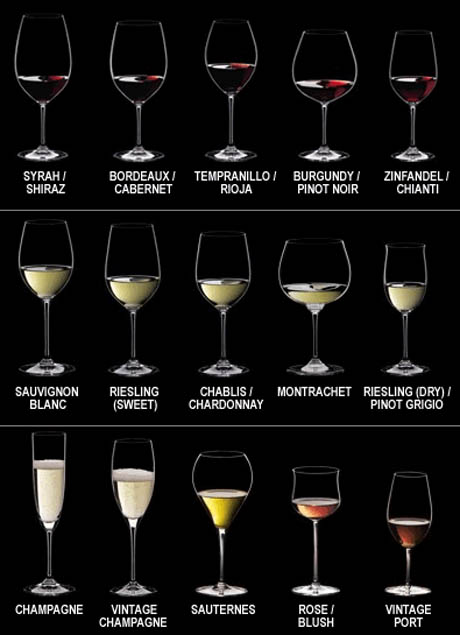 SYRAH /
SHIRAZ
BORDEAUX /
CABERNET
TEMPRANILLO /
RIOJA
BURGUNDY /
PINOT NOIR
ZINFANDEL /
CHIANTI
SAUVIGNON
BLANC
RIESLING
(SWEET)
CHABLIS /
CHARDONNAY
MONTRACHET
RIESLING (DRY) /
PINOT GRIGIO
CHAMPAGNE
VINTAGE
CHAMPAGNE
SAUTERNES
ROSE /
BLUSH
VINTAGE
PORT